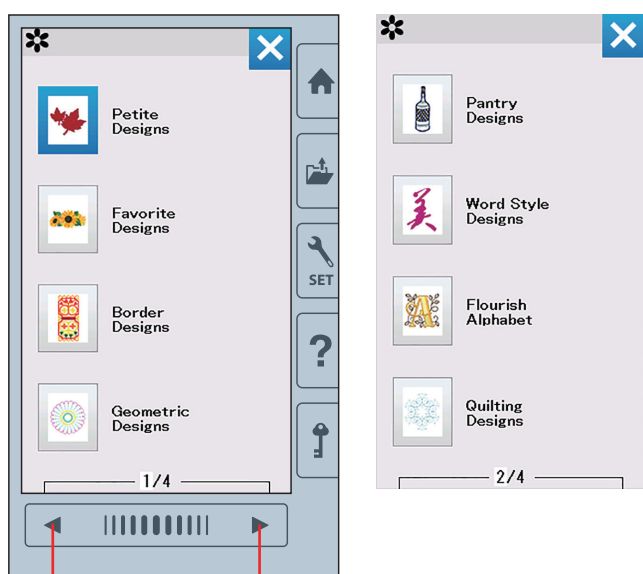 Petite
Designs
Favorite
Designs
Border
Designs
Geometric
Designs
1/4
SET
?
Pantry
Designs
Word Style
Designs
美
Flourish
Alphabet
A
Quilting
Designs
2/4